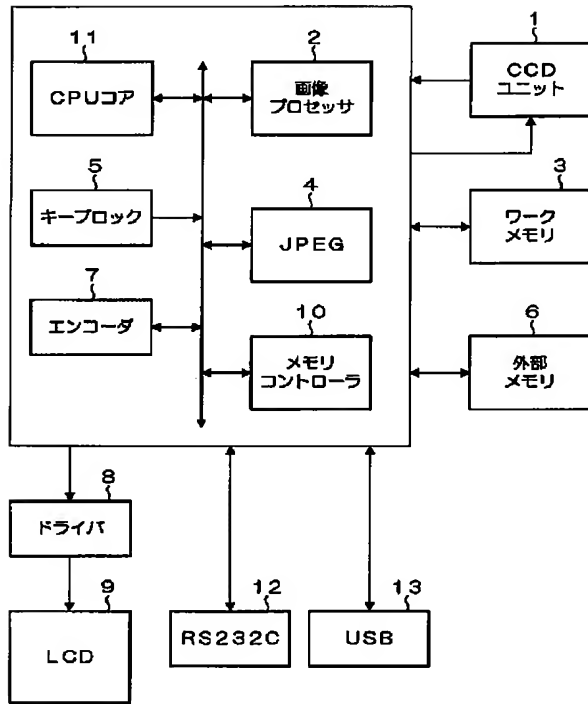 11
CPUコア
2
画像
プロセッサ
1
CCD
ユニット
5
キーブロック
4
JPEG
3
ワーク
メモリ
7
エンコーダ
10
メモリ
コントローラ
6
外部
メモリ
8
ドライバ
9
LCD
12
RS232C
13
USB